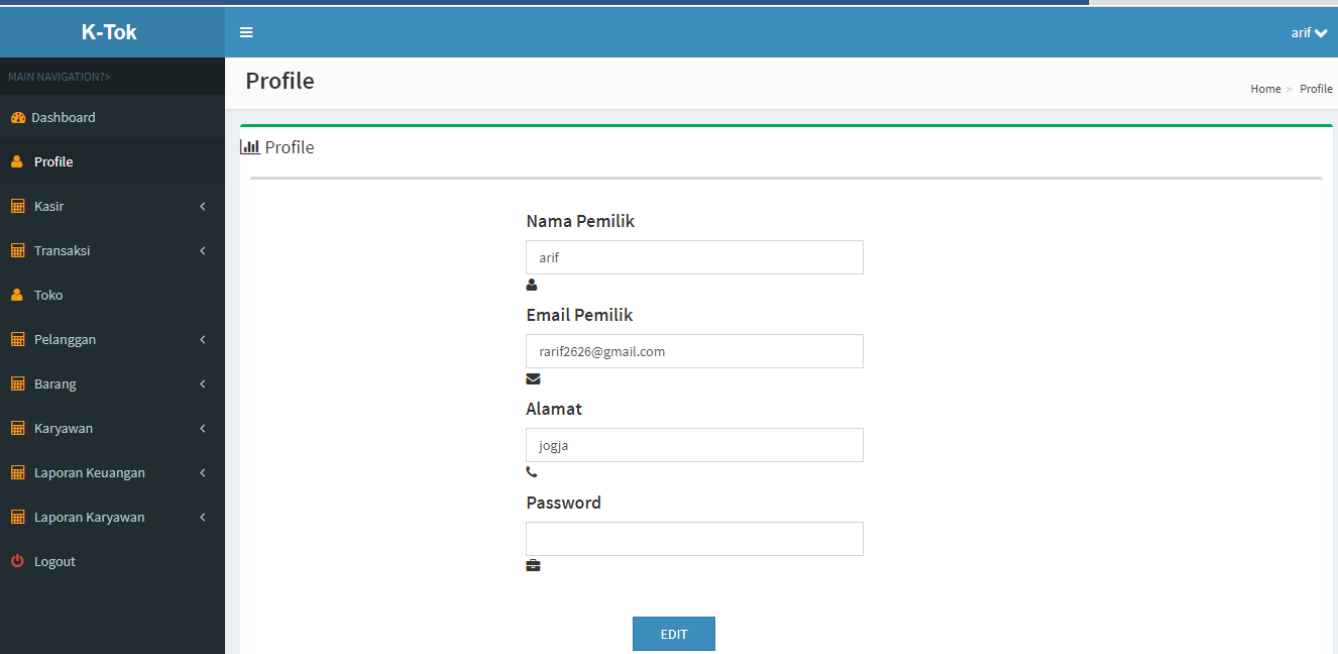 K-Tok
arif
MAIN NAVIGATION?>
Profile
Home > Profile
Dashboard
Profile
Profile
Kasir
Transaksi
Toko
Pelanggan
Barang
Karyawan
Laporan Keuangan
Laporan Karyawan
Logout
Nama Pemilik
arif
Email Pemilik
rarif2626@gmail.com
Alamat
jogja
Password
EDIT